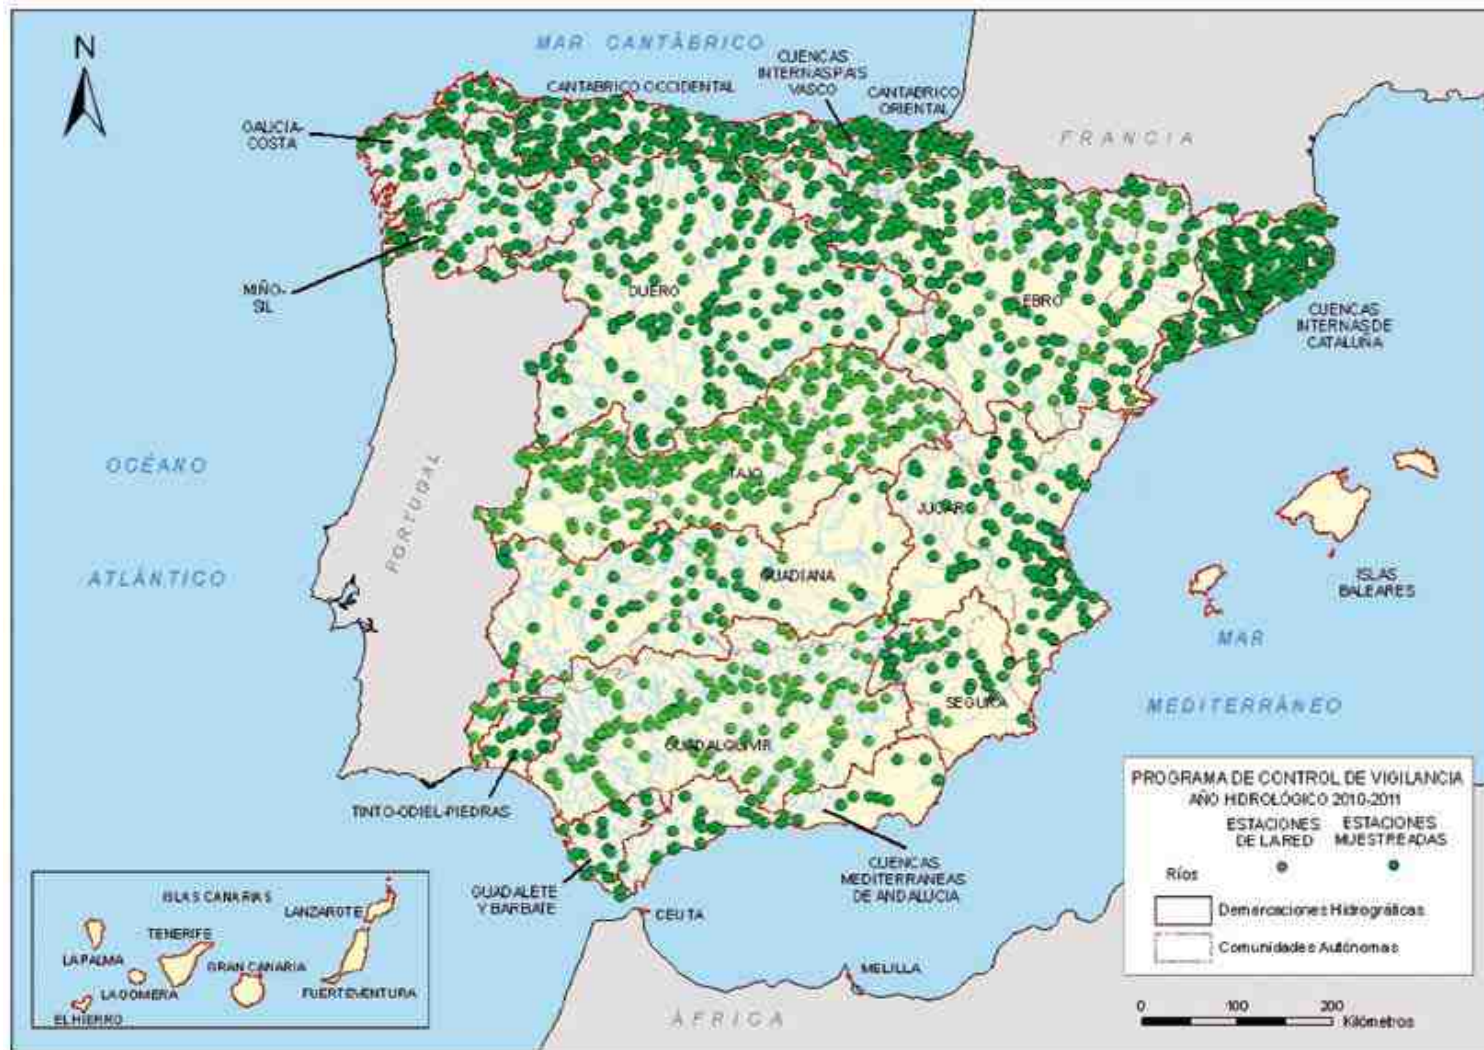 N
MAR CANTÁBRICO
CUENCAS
INTERNAS PAIS
VASCO
CANTABRICO OCCIDENTAL
CANTABRICO
ORIENTAL
GALICIA-
COSTA
FRANCIA
MIÑO-
SIL
DUERO
EBRO
CUENCAS
INTERNAS DE
CATALUÑA
OCÉANO
ATLÁNTICO
PORTUGAL
TAJO
JUCAR
GUADIANA
ISLAS
BALEARES
MAR
MEDITERRÁNEO
SEGURA
GUADALQUIVIR
TINTO-ODIEL-PIEDRAS
GUADALETE
Y BARBATE
CUENCAS
MEDITERRANEAS
DE ANDALUCIA
CEUTA
MELILLA
ÁFRICA
ISLAS CANARIAS
LANZAROTE
LA PALMA
TENERIFE
GRAN CANARIA
LA GOMERA
FUERTEVENTURA
EL HIERRO
PROGRAMA DE CONTROL DE VIGILANCIA
AÑO HIDROLÓGICO 2010-2011
ESTACIONES
DE LA RED
ESTACIONES
MUESTREADAS
Ríos
Demarcaciones Hidrográficas
Comunidades Autónomas
0 100 200
Kilómetros